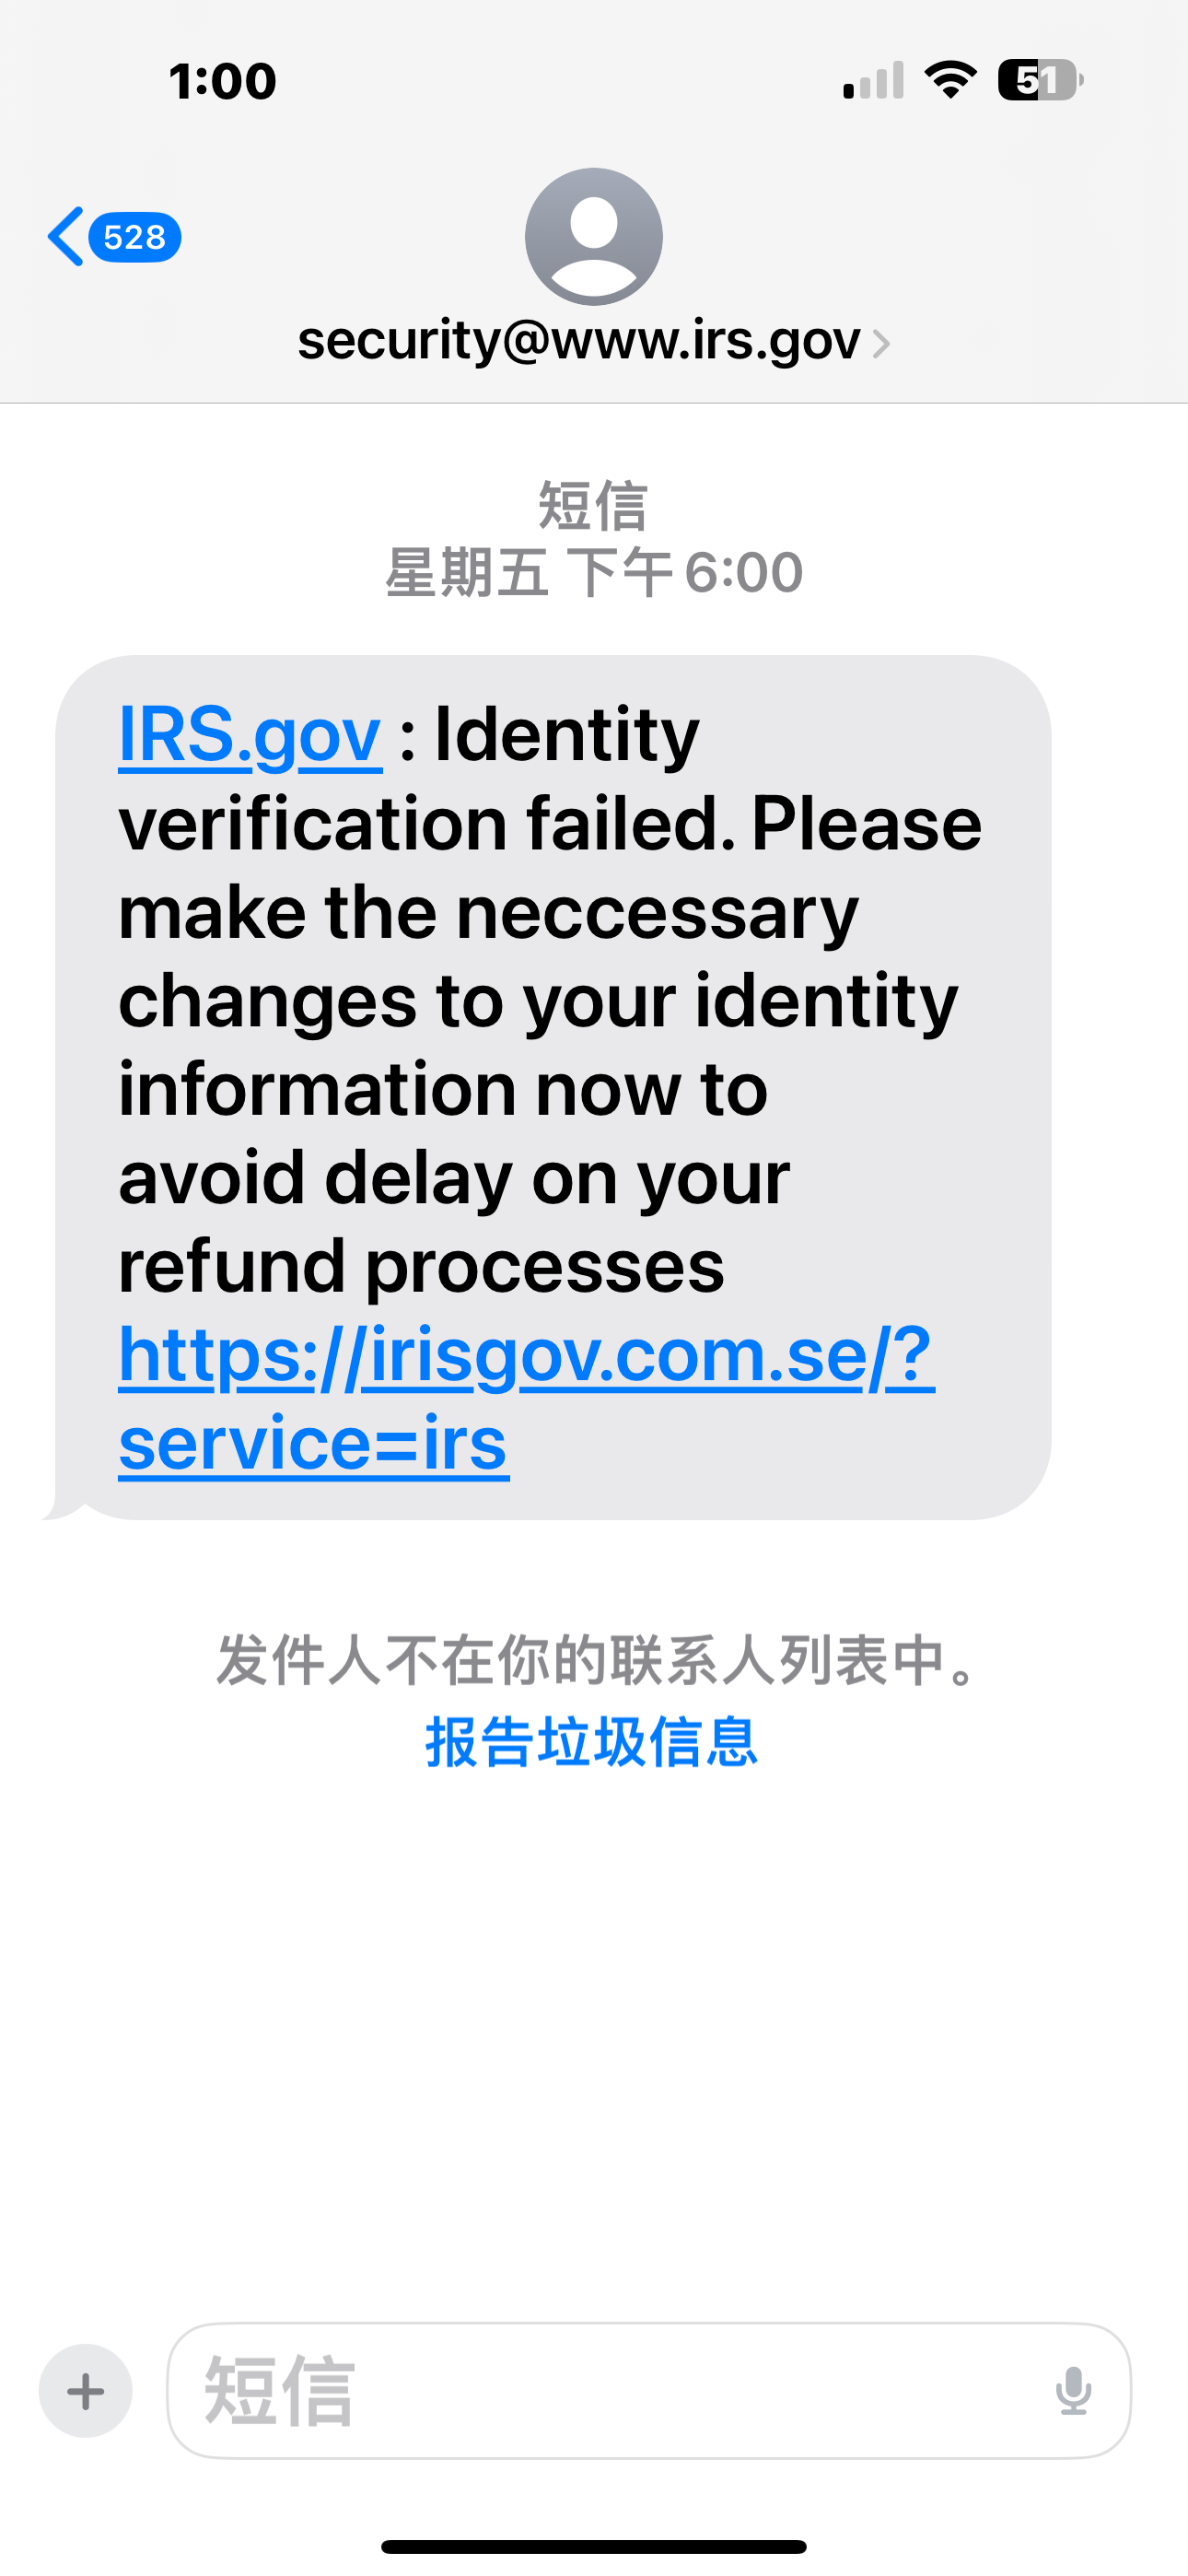 1:00
51
528
security@www.irs.gov
短信
星期五 下午 6:00
IRS.gov : Identity
verification failed. Please
make the neccessary
changes to your identity
information now to
avoid delay on your
refund processes
https://irisgov.com.se/?
service=irs
发件人不在你的联系人列表中。
报告垃圾信息
短信